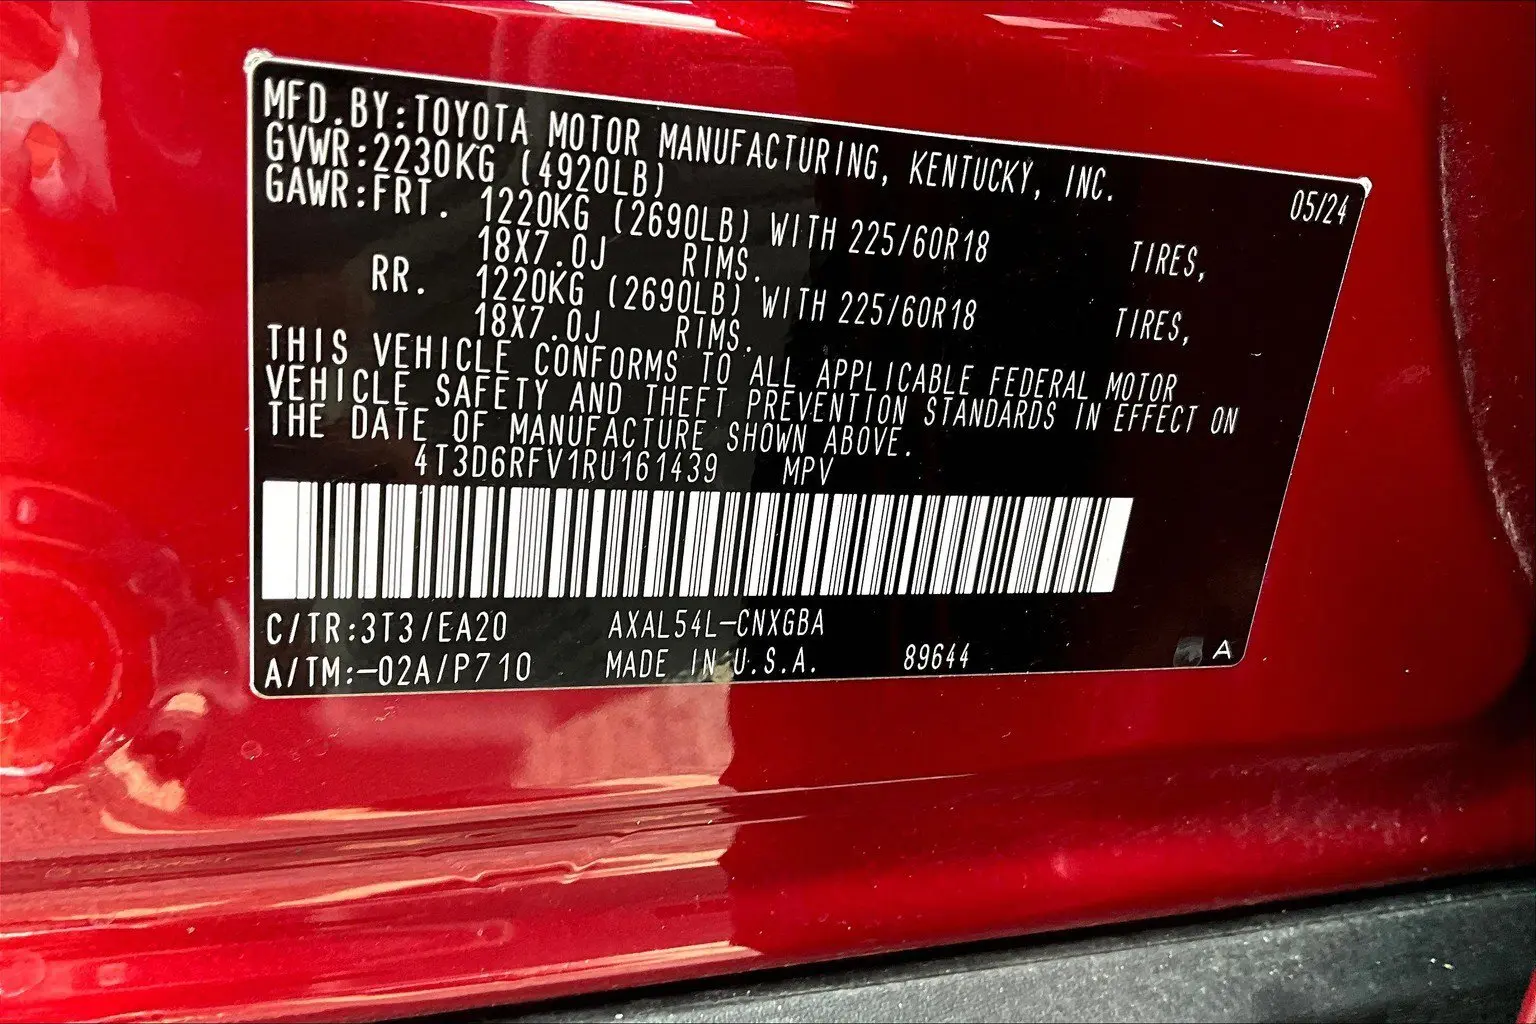 MFD.BY:TOYOTA MOTOR MANUFACTURING, KENTUCKY, INC. 05/24
GVWR:2230KG (4920LB)
GAWR:FRT. 1220KG (2690LB) WITH 225/60R18 TIRES,
18X7.0J RIMS.
RR. 1220KG (2690LB) WITH 225/60R18 TIRES,
18X7.0J RIMS.
THIS VEHICLE CONFORMS TO ALL APPLICABLE FEDERAL MOTOR
VEHICLE SAFETY AND THEFT PREVENTION STANDARDS IN EFFECT ON
THE DATE OF MANUFACTURE SHOWN ABOVE.
4T3D6RFV1RU161439 MPV
C/TR:3T3/EA20 AXAL54L-CNXGBA
A/TM:-02A/P710 MADE IN U.S.A. 89644 A